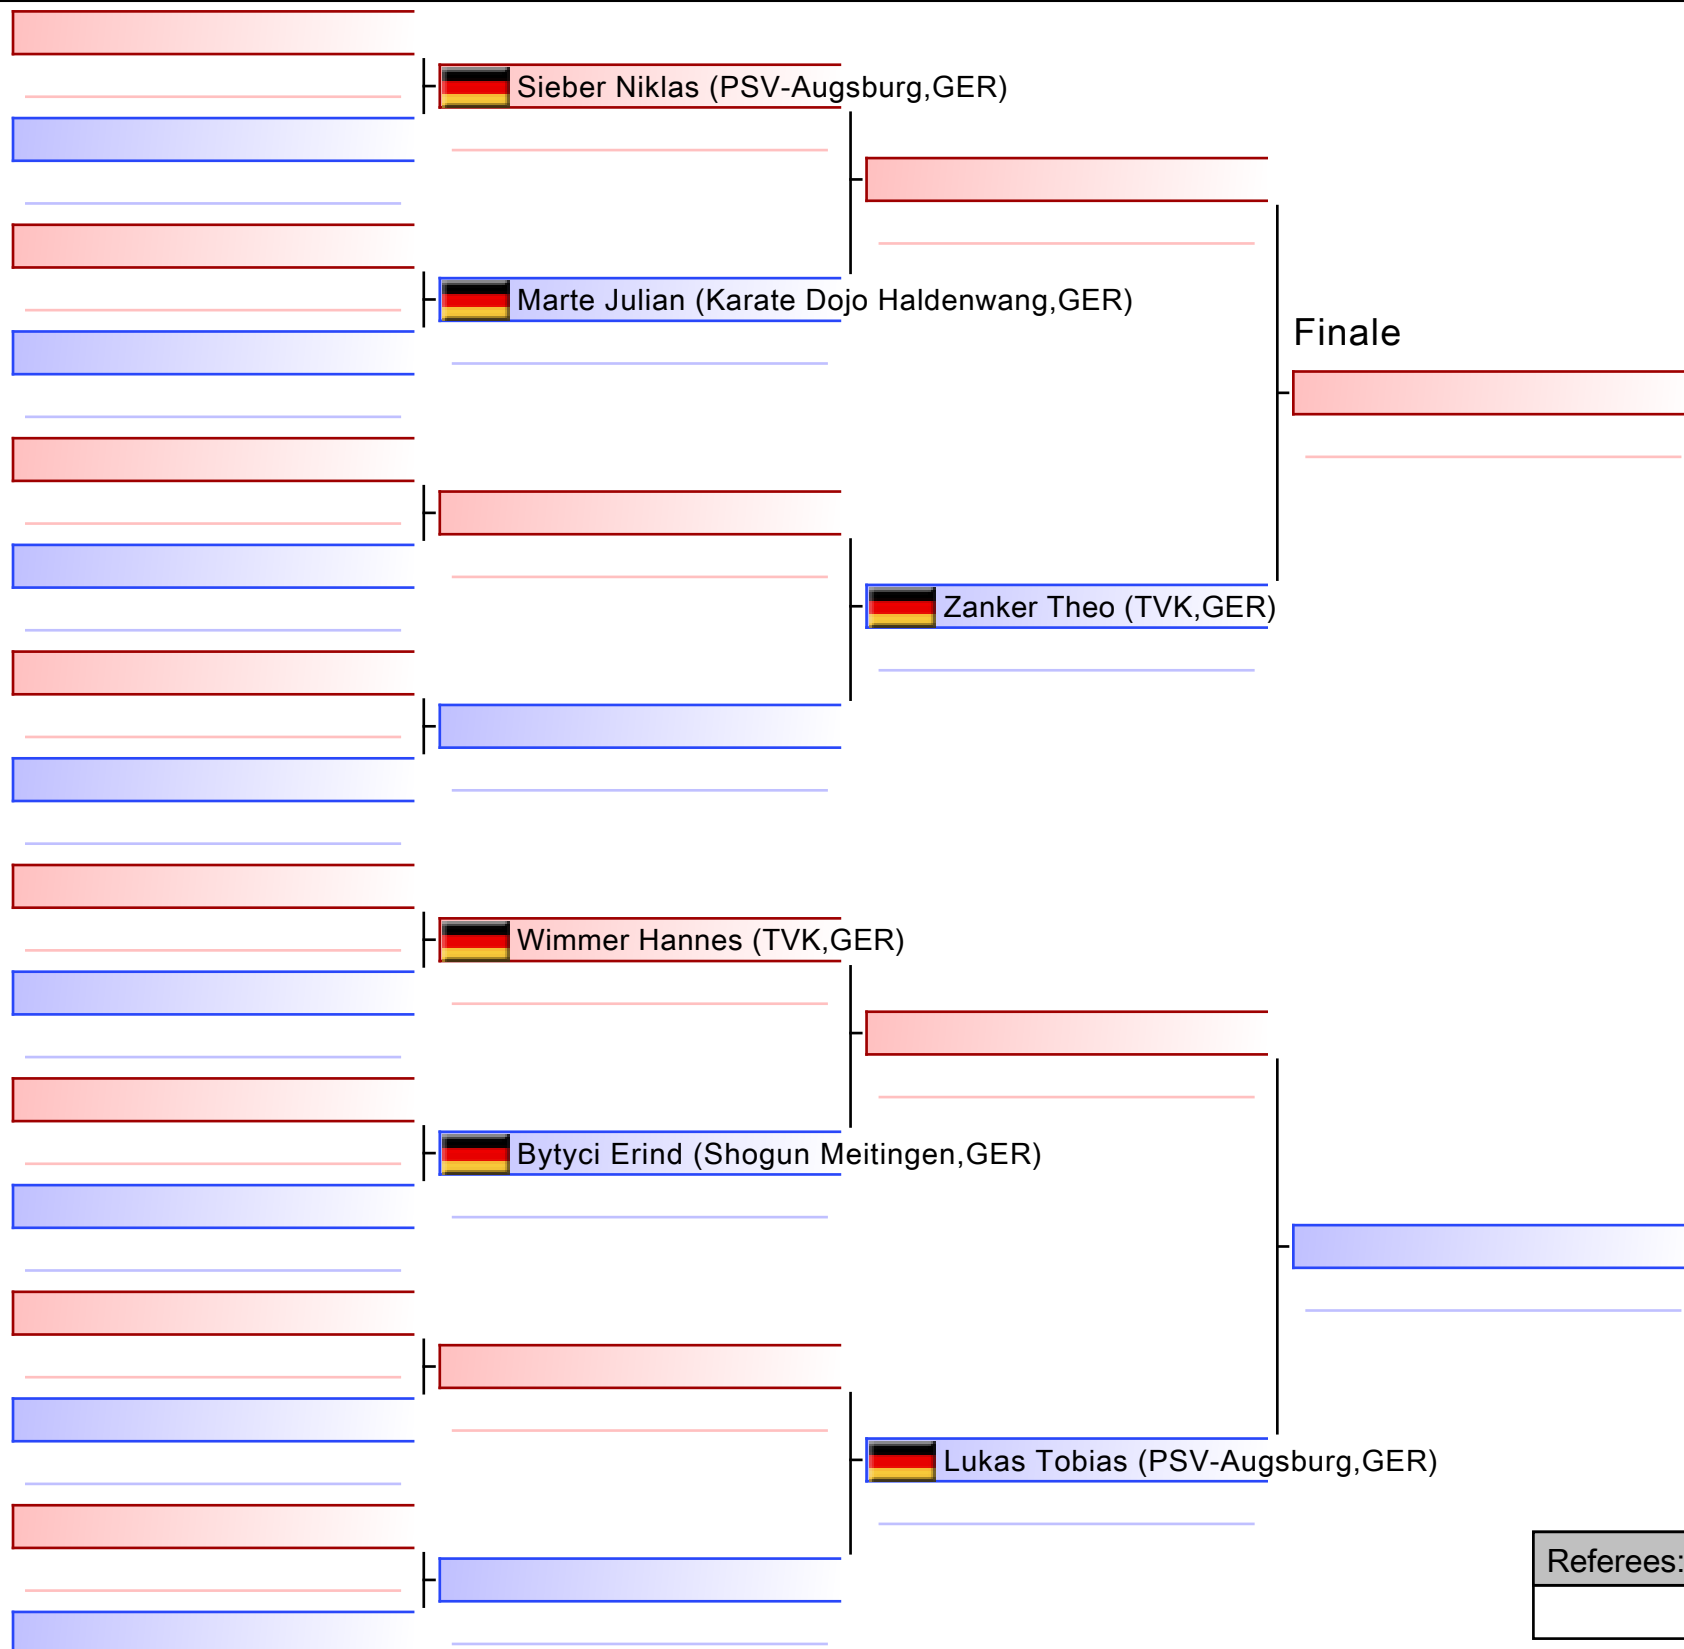 Sieber Niklas (PSV-Augsburg,GER)
Marte Julian (Karate Dojo Haldenwang,GER)
Finale
Zanker Theo (TVK,GER)
Wimmer Hannes (TVK,GER)
Bytyci Erind (Shogun Meitingen,GER)
Lukas Tobias (PSV-Augsburg,GER)
Referees: